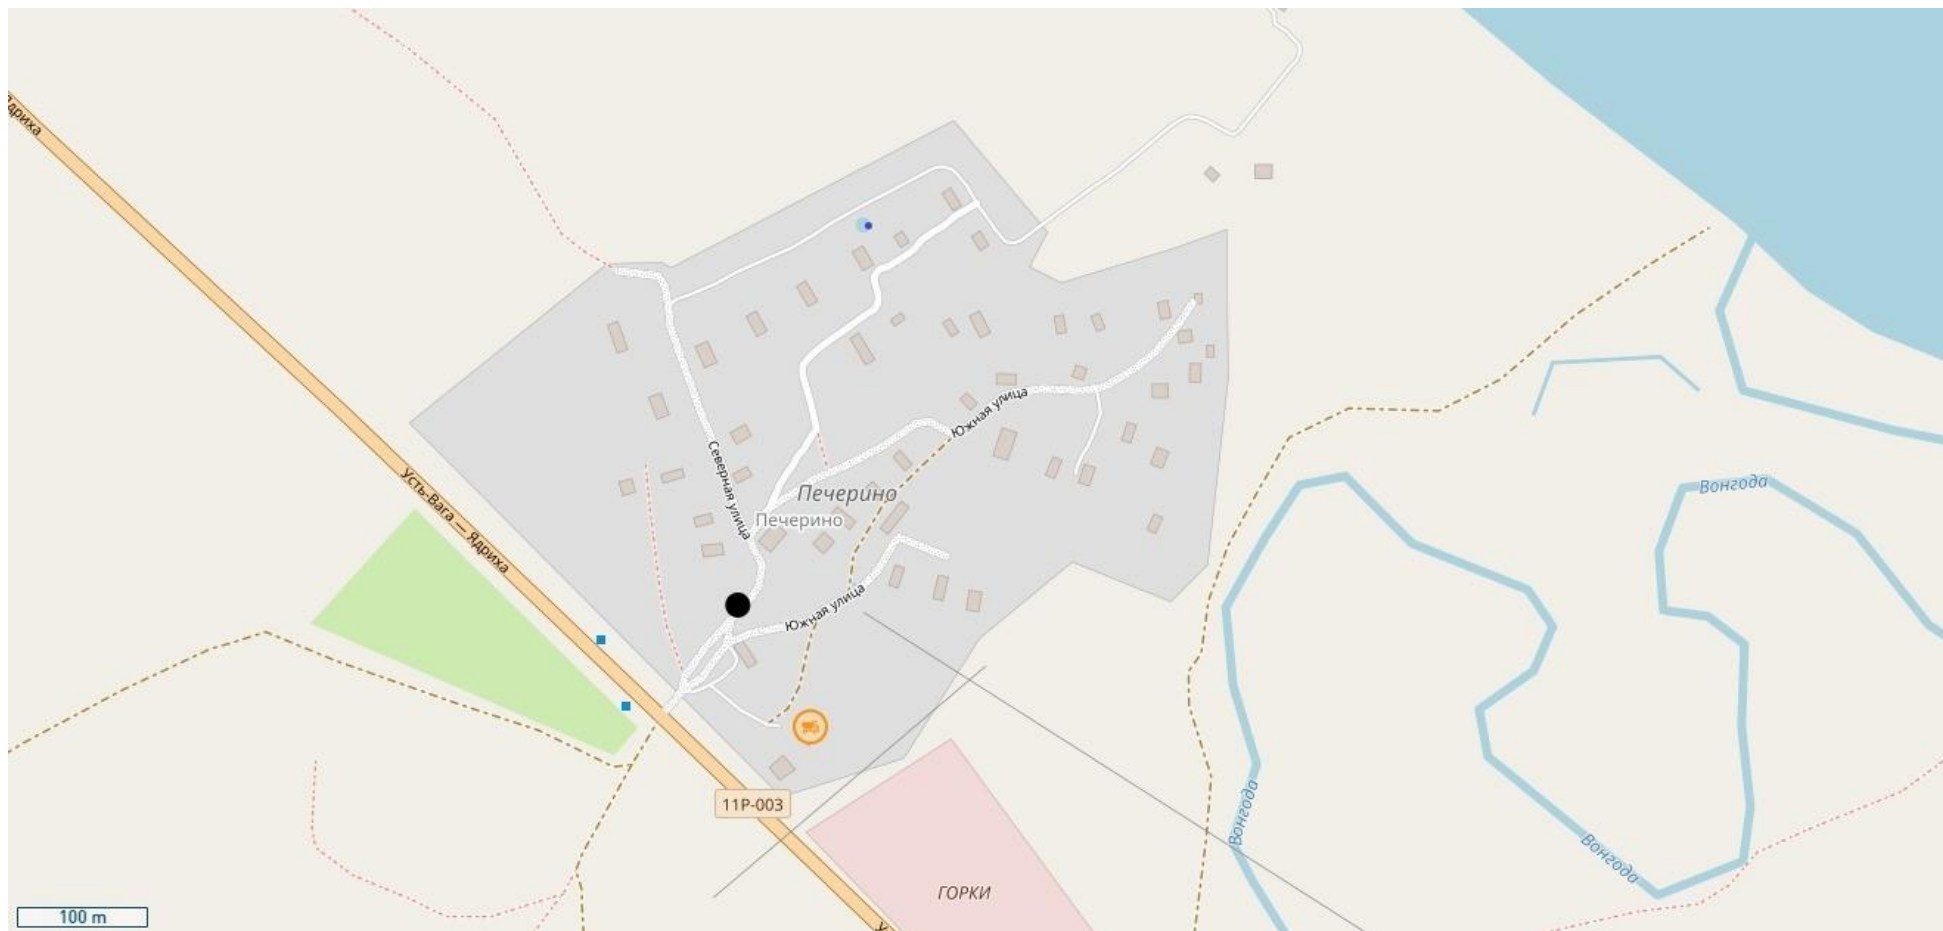 Ядриха
Южная улица
Усть-Вага — Ядриха
Северная улица
Печерино
Печерино
Вонгода
Южная улица
11Р-003
Вонгода
Вонгода
ГОРКИ
100 m